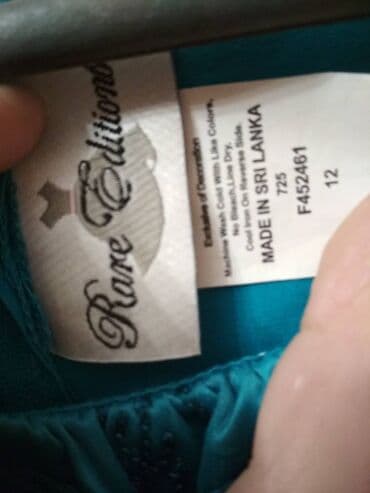 Rare Editions
Exclusive of Decoration
Machine Wash Cold With Like Colors,
No Bleach,Line Dry,
Cool Iron On Reverse Side.
MADE IN SRI LANKA
725
F452461
12